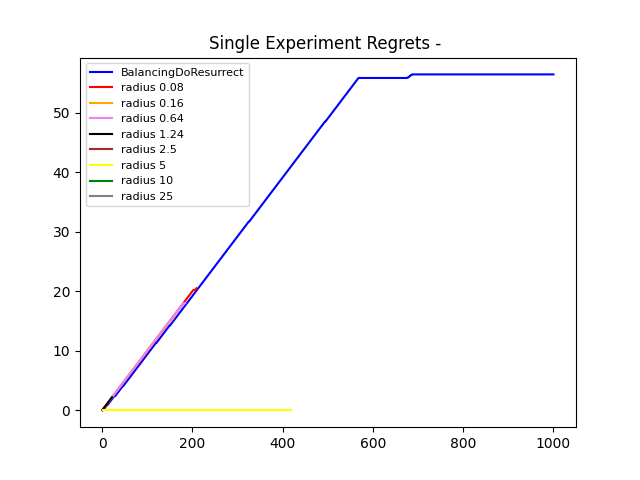 Single Experiment Regrets -
BalancingDoResurrect
radius 0.08
radius 0.16
radius 0.64
radius 1.24
radius 2.5
radius 5
radius 10
radius 25
50
40
30
20
10
0
0 200 400 600 800 1000